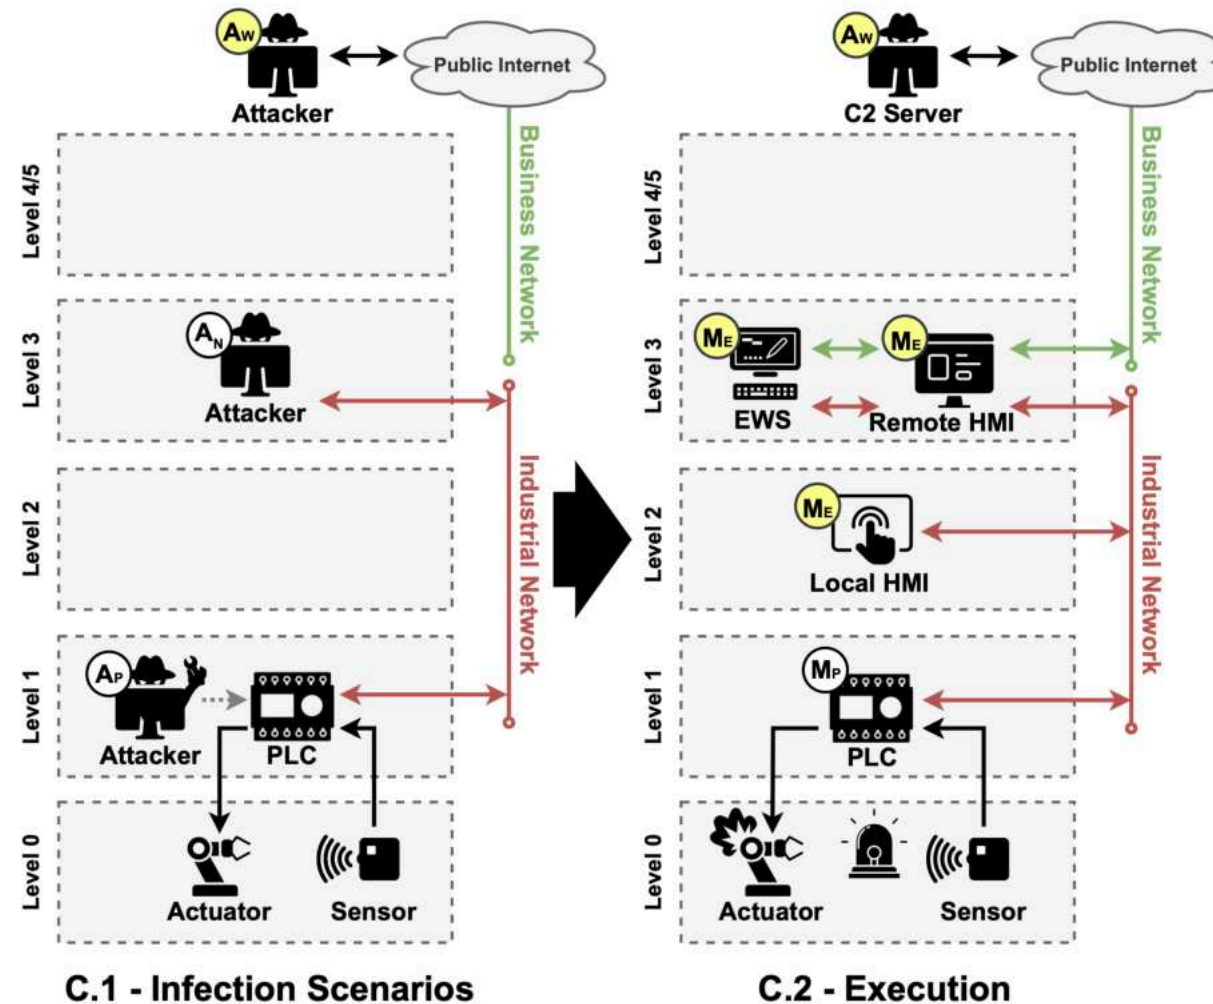 AW
Attacker
Public Internet
Business Network
Level 4/5
Level 3
AN
Attacker
Level 2
Industrial Network
Level 1
AP
Attacker
PLC
Level 0
Actuator
Sensor
C.1 - Infection Scenarios
AW
C2 Server
Public Internet
Business Network
Level 4/5
Level 3
ME
EWS
ME
Remote HMI
Level 2
ME
Local HMI
Industrial Network
Level 1
MP
PLC
Level 0
Actuator
Sensor
C.2 - Execution